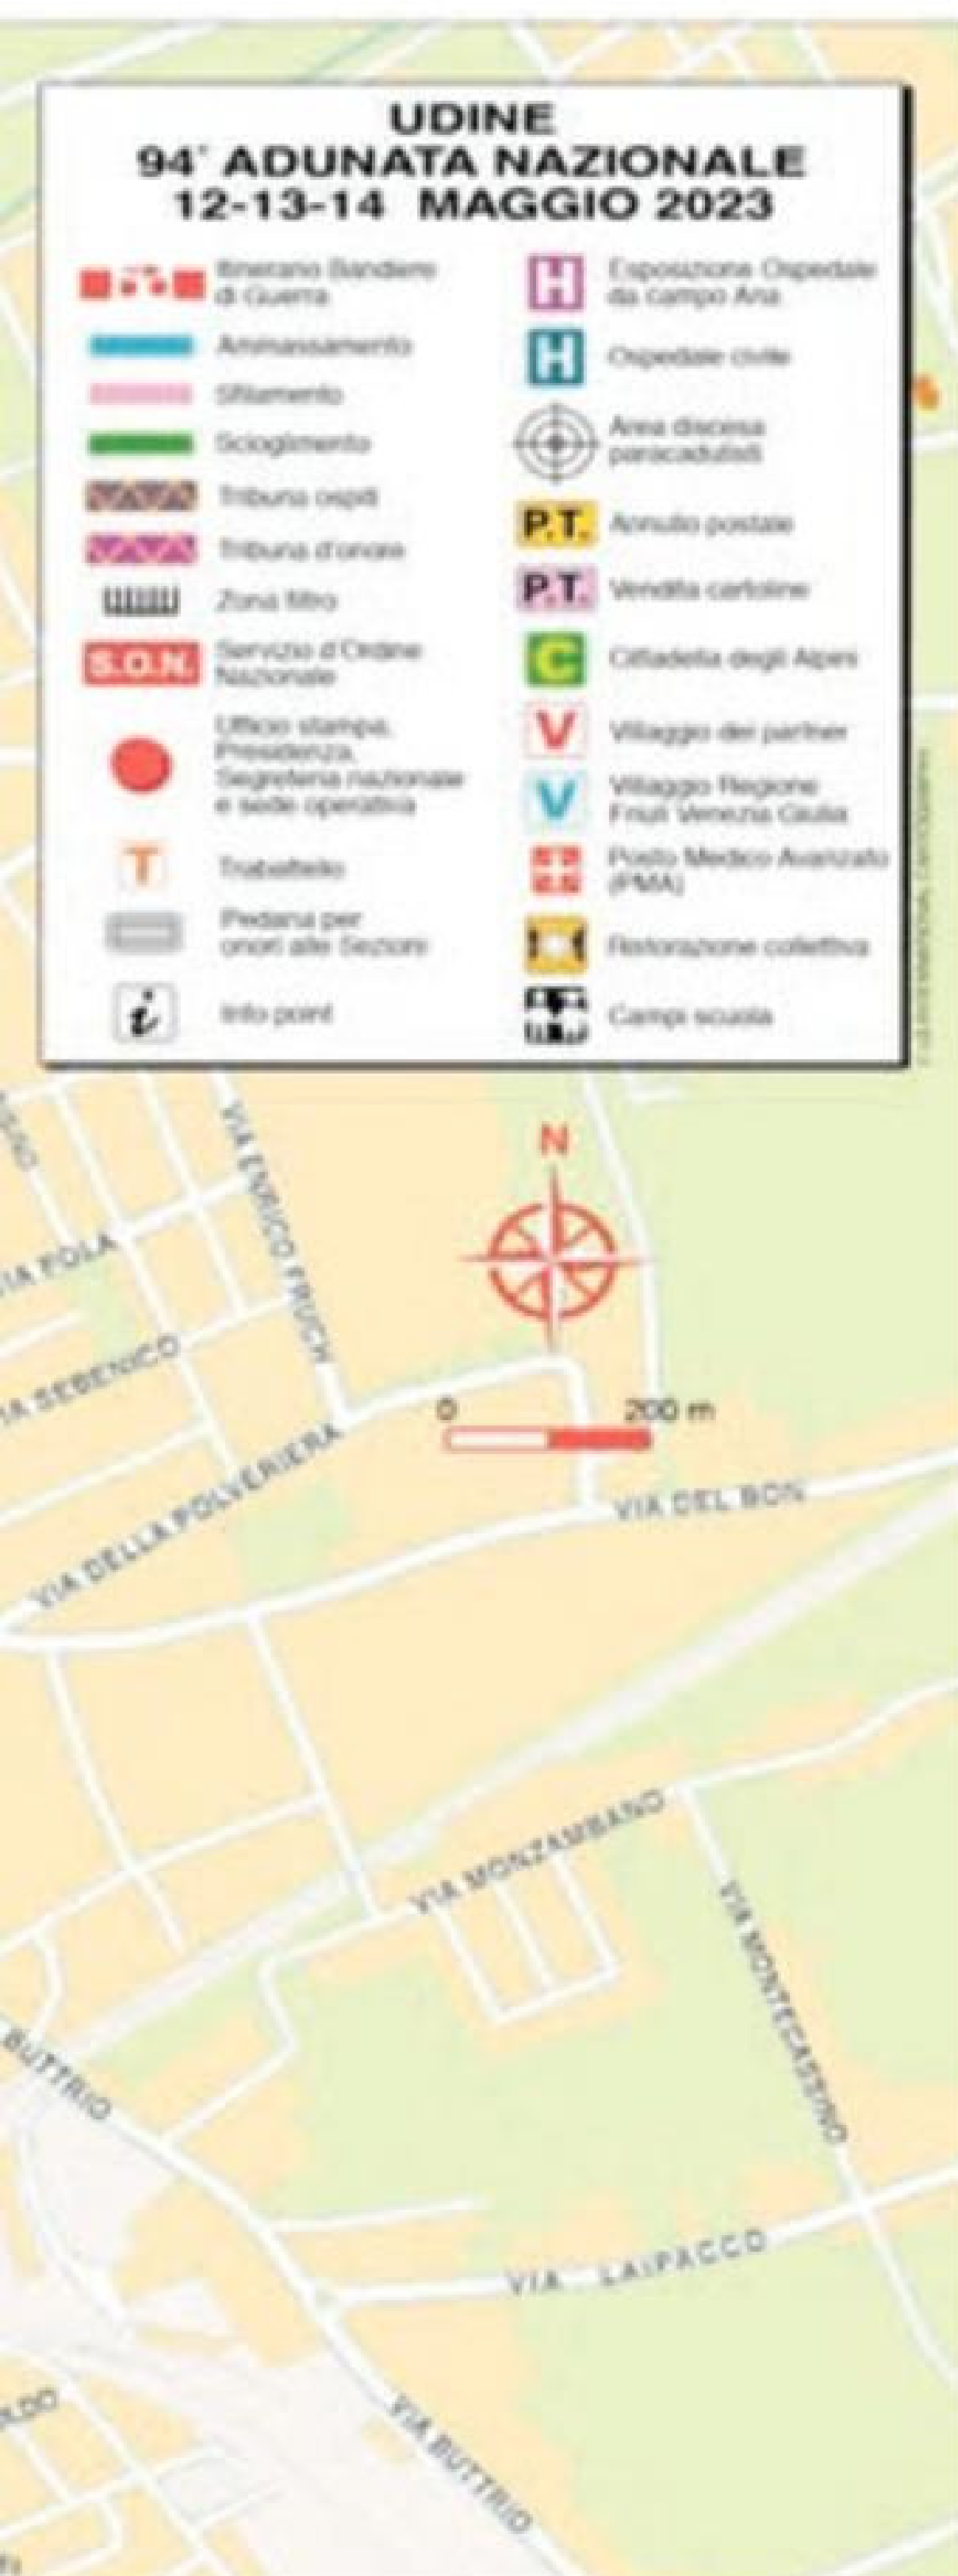 UDINE
94° ADUNATA NAZIONALE
12-13-14 MAGGIO 2023
Itinerario Bandiere
di Guerra
Ammassamento
Sfilamento
Scioglimento
Tribuna ospiti
Tribuna d'onore
Zona filtro
S.O.N.
Servizio d'Ordine
Nazionale
Ufficio stampa,
Presidenza,
Segreteria nazionale
e sede operativa
T
Trabattello
Pedana per
onori alle Sezioni
i
Info point
H
Esposizione Ospedale
da campo Ana
H
Ospedale civile
Area discesa
paracadutisti
P.T.
Annullo postale
P.T.
Vendita cartoline
C
Cittadella degli Alpini
V
Villaggio dei partner
V
Villaggio Regione
Friuli Venezia Giulia
Posto Medico Avanzato
(PMA)
Ristorazione collettiva
Campi scuola
VIA ENRICO FRUCH
N
VIA POLA
VIA SEBENICO
0
200 m
VIA DELLA POLVERIERA
VIA DEL BON
VIA MONZAMBANO
VIA MONTECASSINO
BUTTRIO
VIA LAIPACCO
VIA BUTTRIO